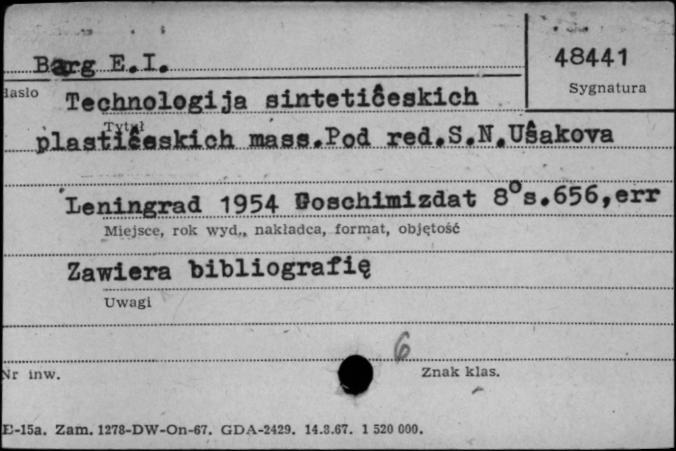 Barg E.I.
48441
Hasło
Sygnatura
Technologija sintetičeskich
Tytuł
plastičeskich mass.Pod red.S.N.Ušakova
Leningrad 1954 Goschimizdat 8° s.656,err
Miejsce, rok wyd., nakładca, format, objętość
Zawiera bibliografię
Uwagi
6
Nr inw.
Znak klas.
E-15a. Zam. 1278-DW-On-67. GDA-2429. 14.8.67. 1 520 000.